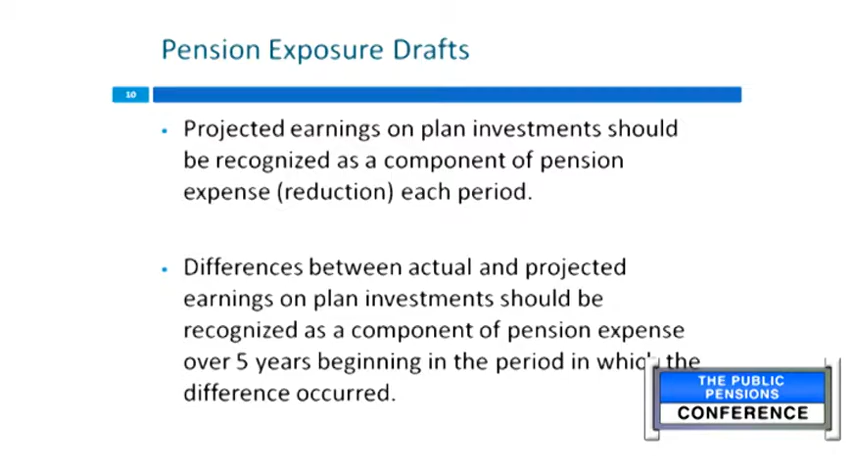 Pension Exposure Drafts
10
• Projected earnings on plan investments should
be recognized as a component of pension
expense (reduction) each period.
• Differences between actual and projected
earnings on plan investments should be
recognized as a component of pension expense
over 5 years beginning in the period in which the
difference occurred.
THE PUBLIC
PENSIONS
CONFERENCE